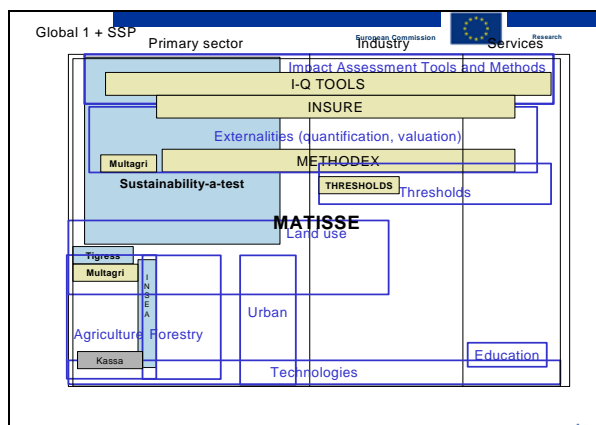 Global 1 + SSP
European Commission
Research
Primary sector
Industry
Services
Impact Assessment Tools and Methods
I-Q TOOLS
INSURE
Externalities (quantification, valuation)
Multagri
METHODEX
Sustainability-a-test
THRESHOLDS
Thresholds
MATISSE
Land use
Tigress
Multagri
INSEA
Urban
Agriculture
Forestry
Kassa
Education
Technologies